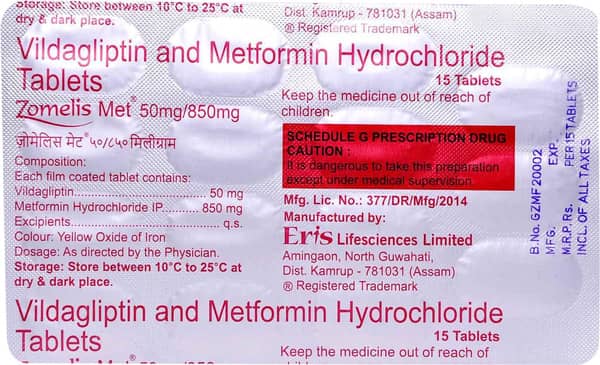 Storage: Store between 10°C to 25°C at
dry & dark place.
Vildagliptin and Metformin Hydrochloride
Tablets
Zomelis Met® 50mg/850mg
ज़ोमेलिस मेट® ५०/८५० मिलीग्राम
Composition:
Each film coated tablet contains:
Vildagliptin........................ 50 mg
Metformin Hydrochloride IP..... 850 mg
Excipients.............................q.s.
Colour: Yellow Oxide of Iron
Dosage: As directed by the Physician.
Storage: Store between 10°C to 25°C at
dry & dark place.
Dist. Kamrup - 781031 (Assam)
® Registered Trademark
15 Tablets
Keep the medicine out of reach of
children.
SCHEDULE G PRESCRIPTION DRUG
CAUTION :
It is dangerous to take this preparation
except under medical supervision.
Mfg. Lic. No.: 377/DR/Mfg/2014
Manufactured by:
Eris Lifesciences Limited
Amingaon, North Guwahati,
Dist. Kamrup - 781031 (Assam)
® Registered Trademark
B.No. GZMF20002
MFG.
EXP.
M.R.P. Rs. PER 15 TABLETS
INCL. OF ALL TAXES
Vildagliptin and Metformin Hydrochloride
Tablets
15 Tablets
Zomelis Met® 50mg/850
Keep the medicine out of reach of